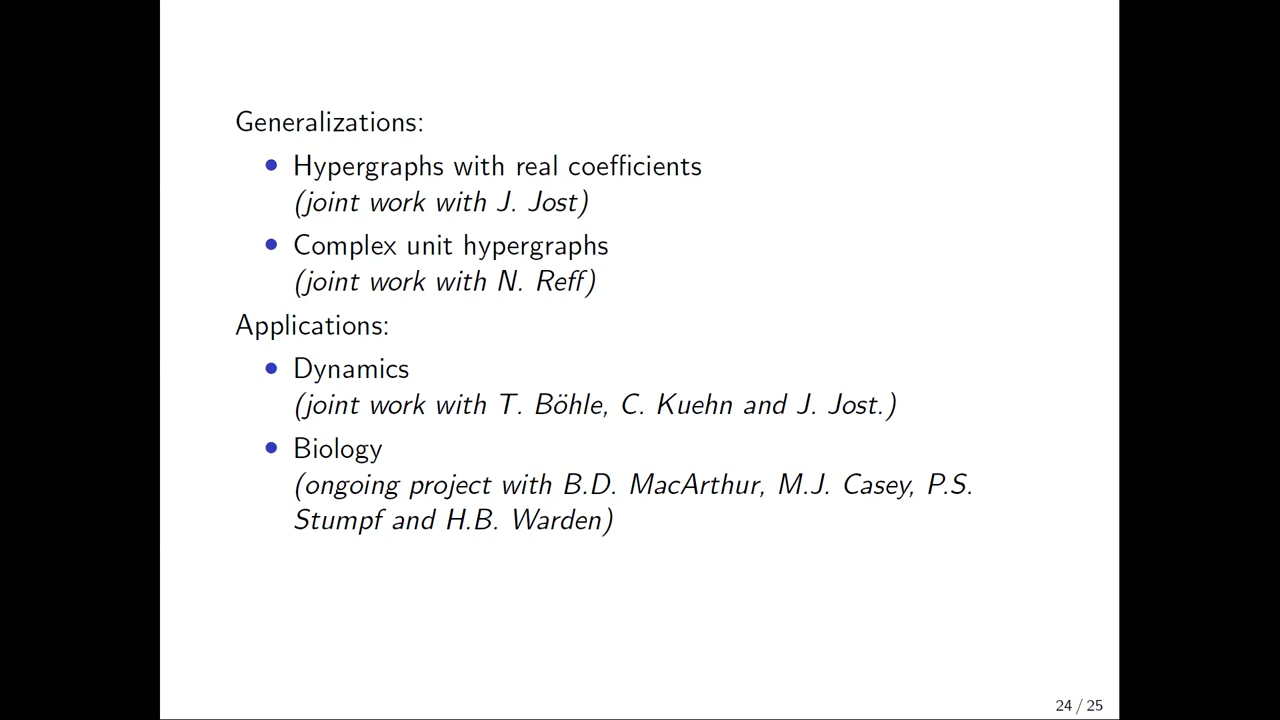 Generalizations:
• Hypergraphs with real coefficients
(joint work with J. Jost)
• Complex unit hypergraphs
(joint work with N. Reff)
Applications:
• Dynamics
(joint work with T. Böhle, C. Kuehn and J. Jost.)
• Biology
(ongoing project with B.D. MacArthur, M.J. Casey, P.S.
Stumpf and H.B. Warden)
24 / 25